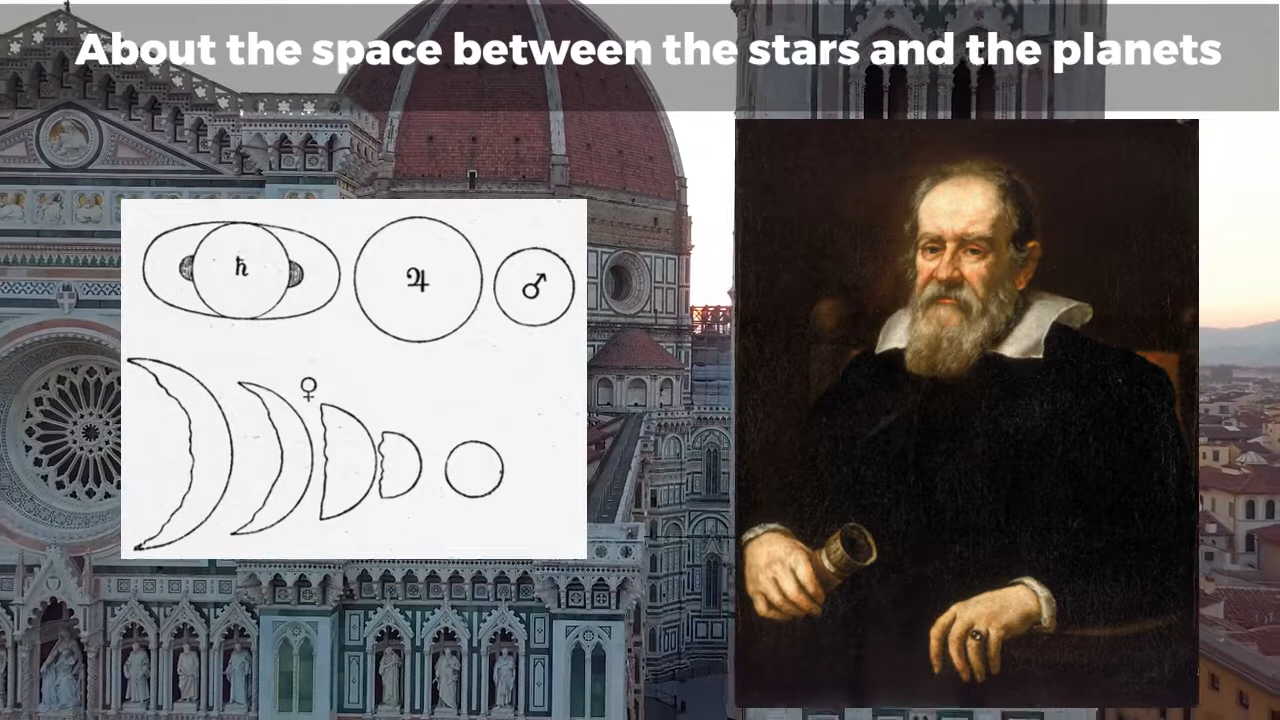 About the space between the stars and the planets
♄ ♃ ♂
♀